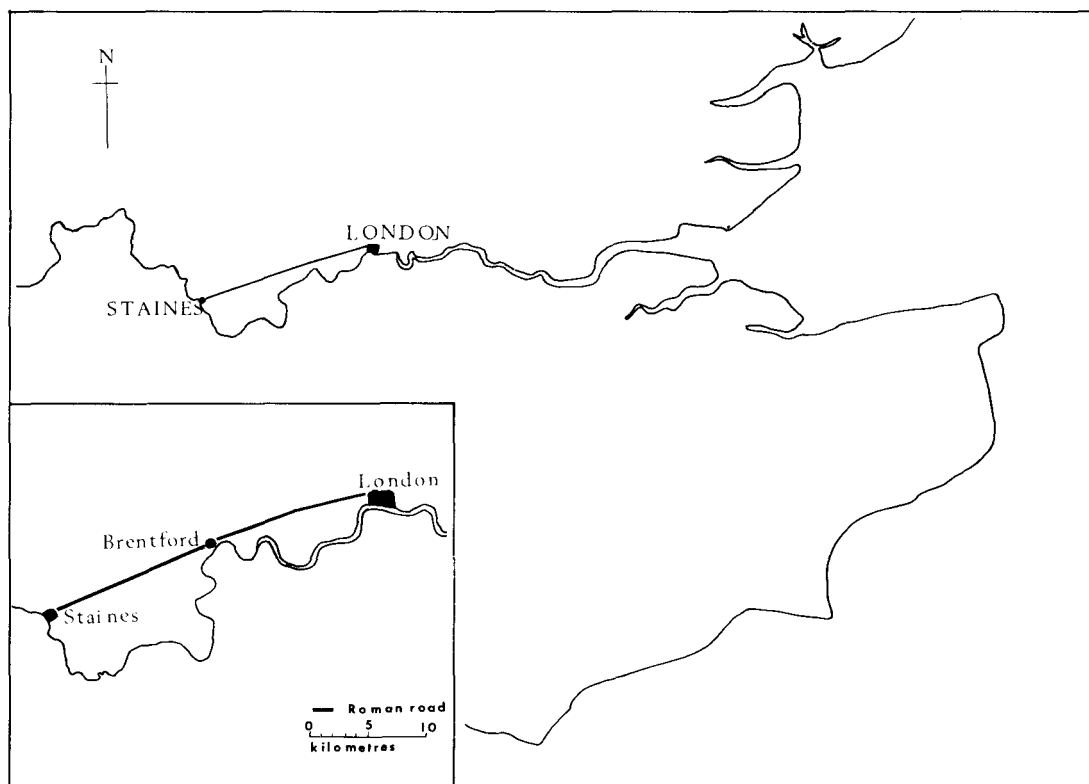 N
LONDON
STAINES
London
Brentford
Staines
Roman road
0 5 10
kilometres